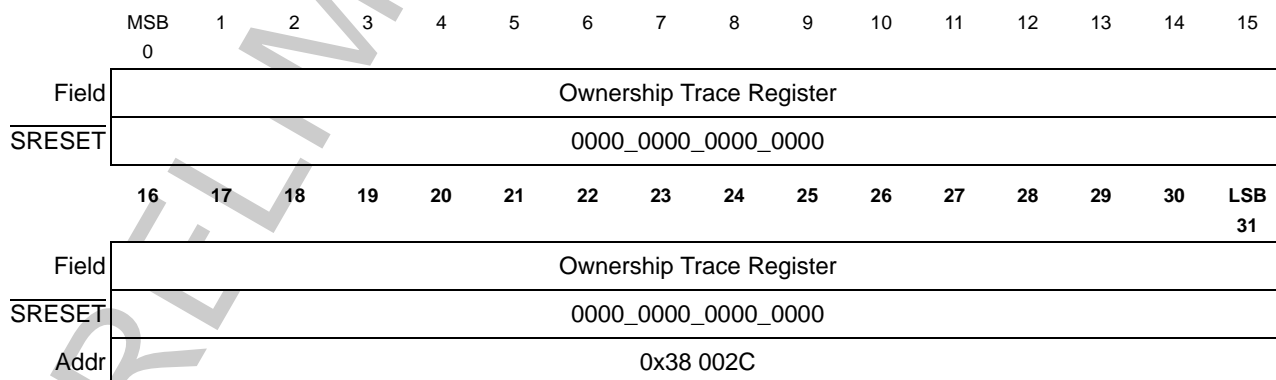 MSB 1 2 3 4 5 6 7 8 9 10 11 12 13 14 15
0
Field Ownership Trace Register
SRESET 0000_0000_0000_0000
16 17 18 19 20 21 22 23 24 25 26 27 28 29 30 LSB
31
Field Ownership Trace Register
SRESET 0000_0000_0000_0000
Addr 0x38 002C